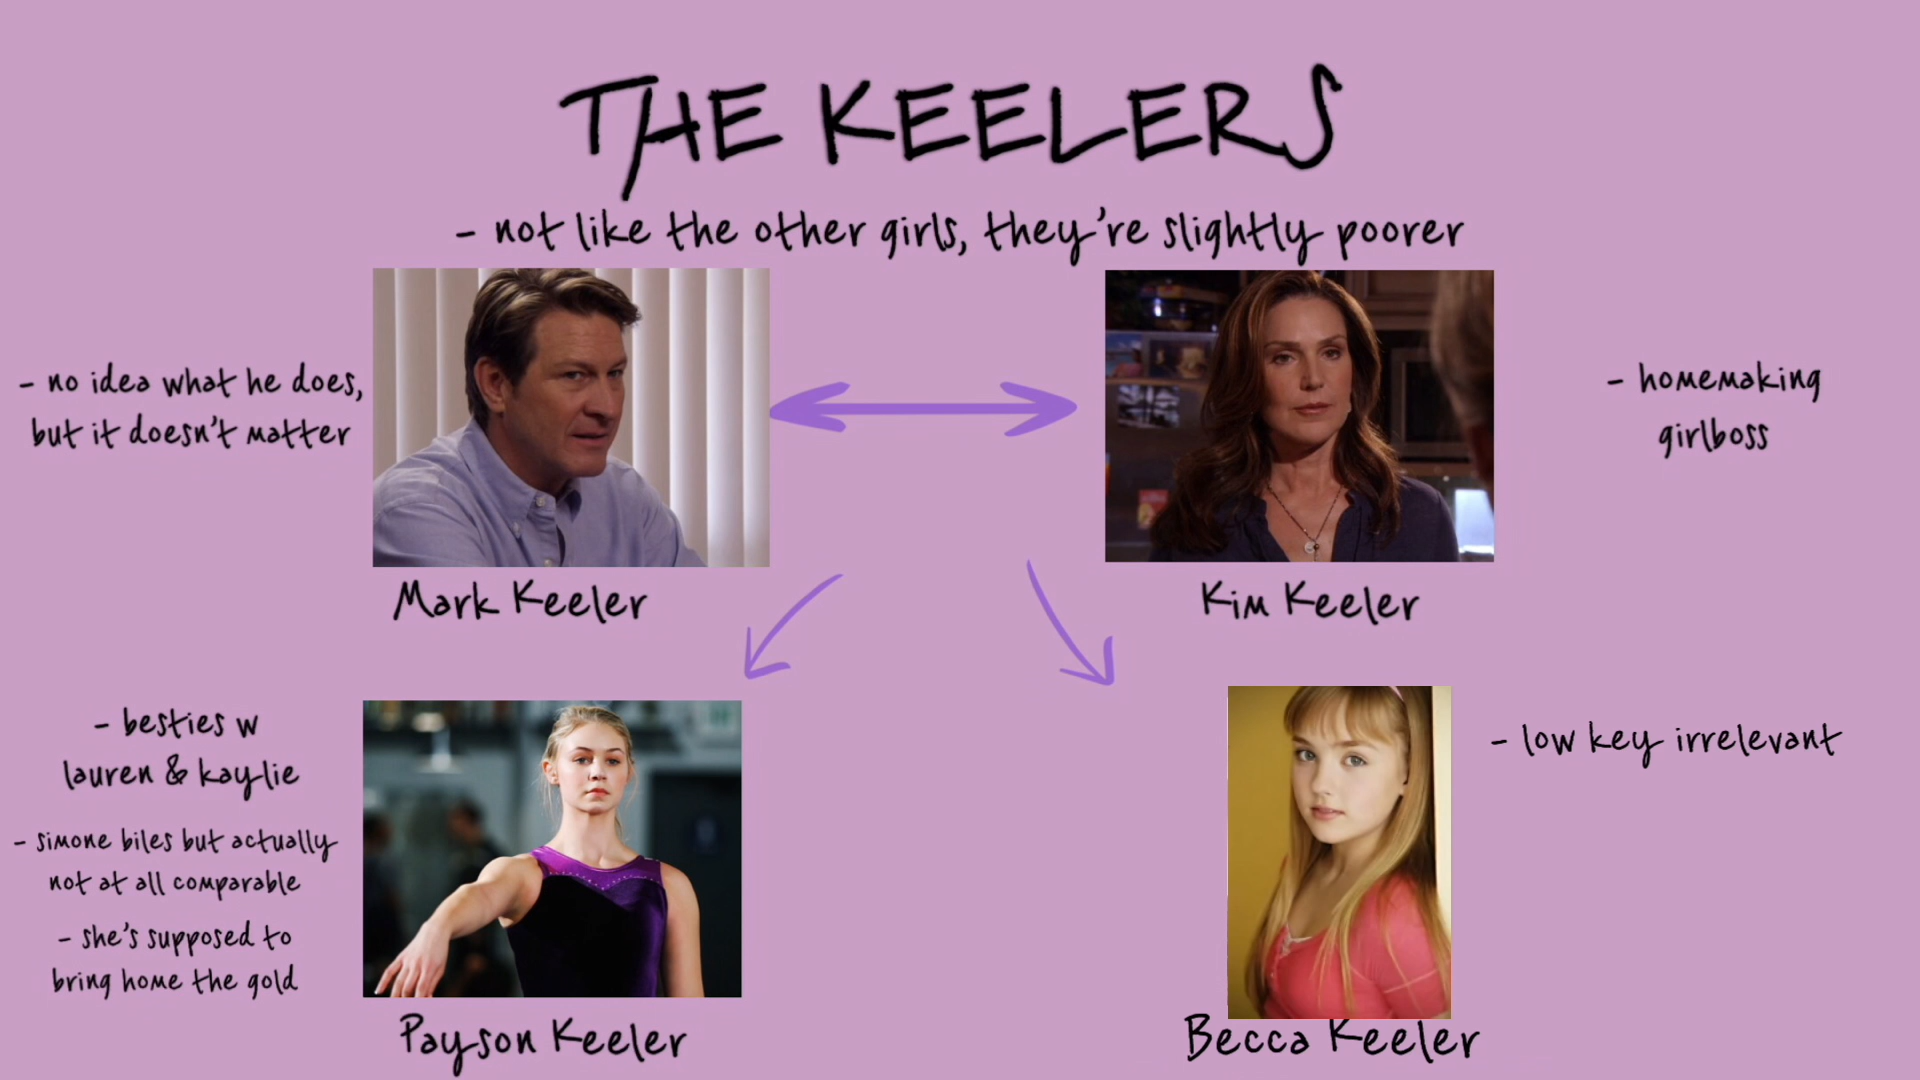 THE KEELERS
- not like the other girls, they're slightly poorer
- no idea what he does,
but it doesn't matter
- homemaking
girlboss
Mark Keeler
Kim Keeler
- besties w
lauren & kaylie
- simone biles but actually
not at all comparable
- she's supposed to
bring home the gold
- low key irrelevant
Payson Keeler
Becca Keeler